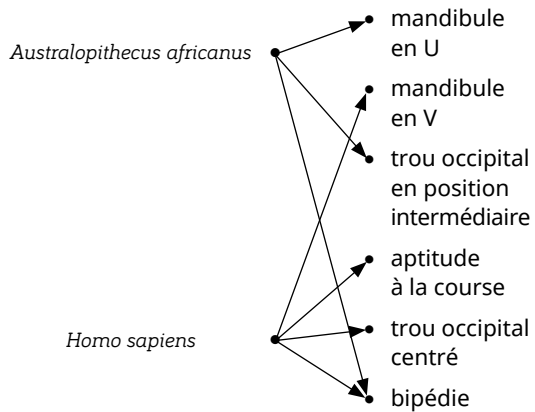 mandibule
en U
Australopithecus africanus
mandibule
en V
trou occipital
en position
intermédiaire
aptitude
à la course
Homo sapiens
trou occipital
centré
bipédie